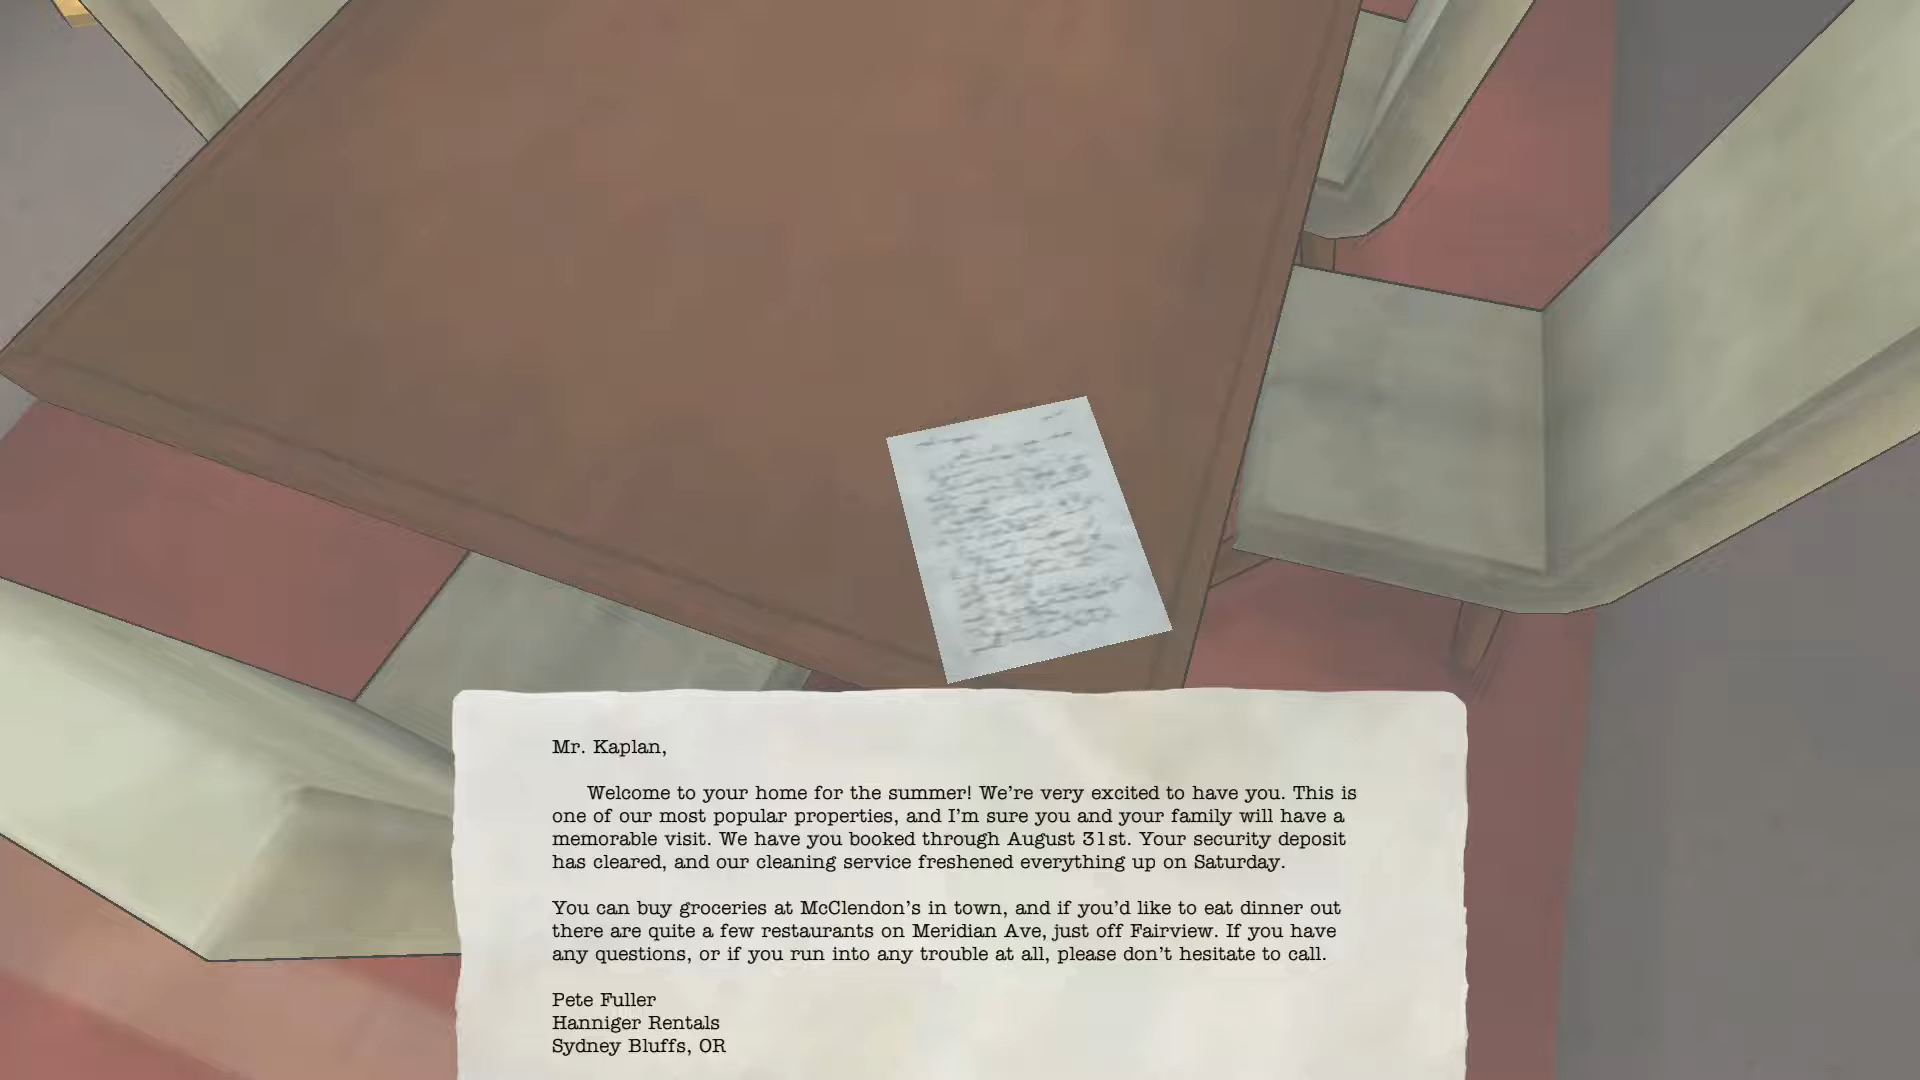 Mr. Kaplan,
Welcome to your home for the summer! We're very excited to have you. This is
one of our most popular properties, and I'm sure you and your family will have a
memorable visit. We have you booked through August 31st. Your security deposit
has cleared, and our cleaning service freshened everything up on Saturday.
You can buy groceries at McClendon's in town, and if you'd like to eat dinner out
there are quite a few restaurants on Meridian Ave, just off Fairview. If you have
any questions, or if you run into any trouble at all, please don't hesitate to call.
Pete Fuller
Hanniger Rentals
Sydney Bluffs, OR